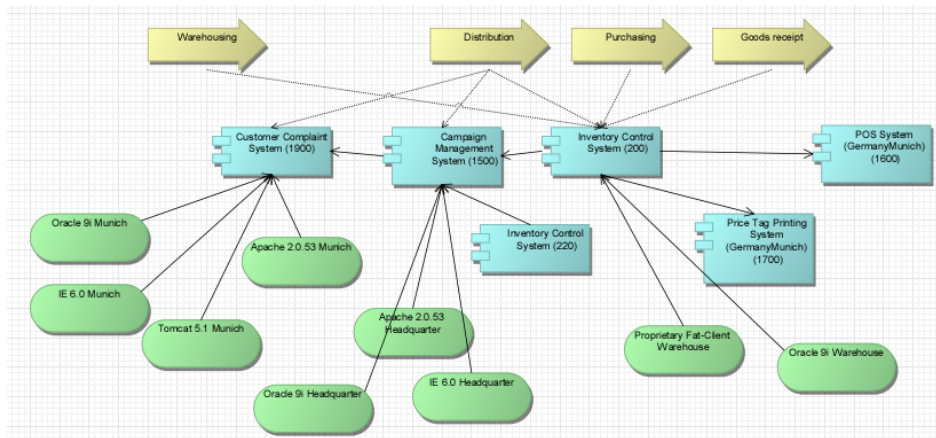 Warehousing
Distribution
Purchasing
Goods receipt
Customer Complaint
System (1900)
Campaign
Management
System (1500)
Inventory Control
System (200)
POS System
(GermanyMunich)
(1600)
Oracle 9i Munich
Apache 2.0.53 Munich
Inventory Control
System (220)
Price Tag Printing
System
(GermanyMunich)
(1700)
IE 6.0 Munich
Tomcat 5.1 Munich
Apache 2.0.53
Headquarter
Proprietary Fat-Client
Warehouse
Oracle 9i Warehouse
Oracle 9i Headquarter
IE 6.0 Headquarter